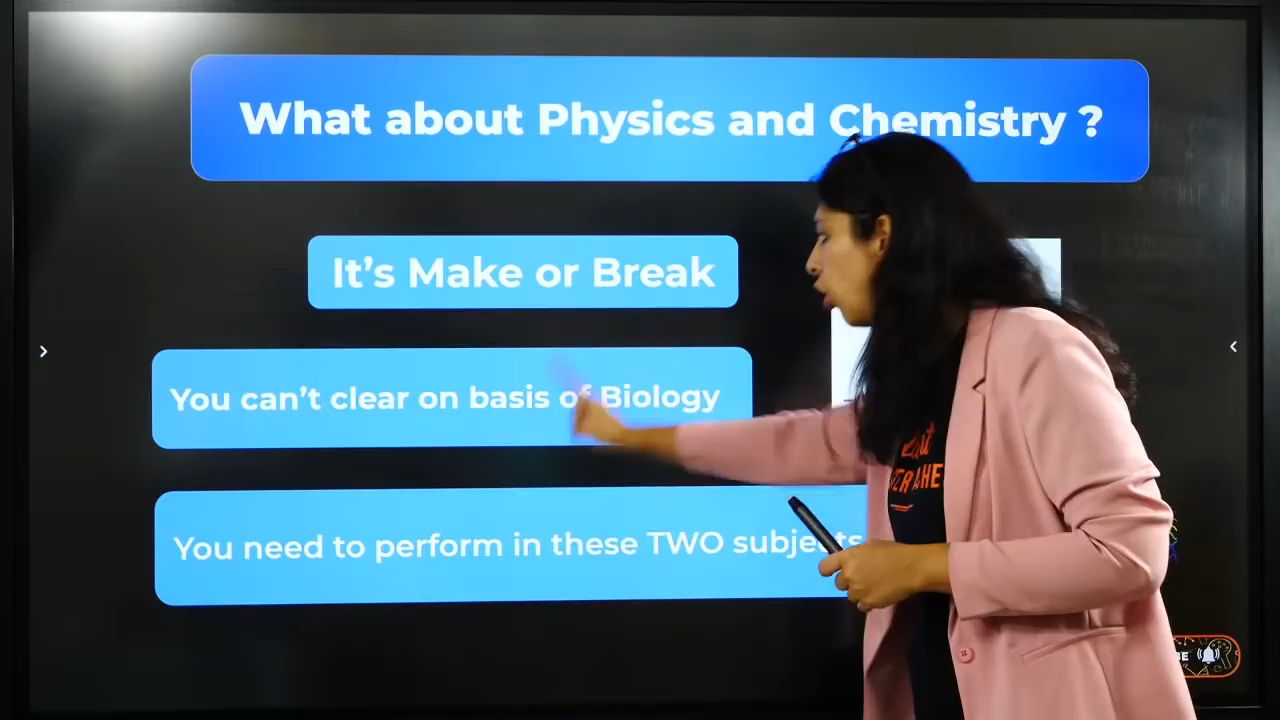 What about Physics and Chemistry ?
It's Make or Break
You can't clear on basis of Biology
You need to perform in these TWO subjects